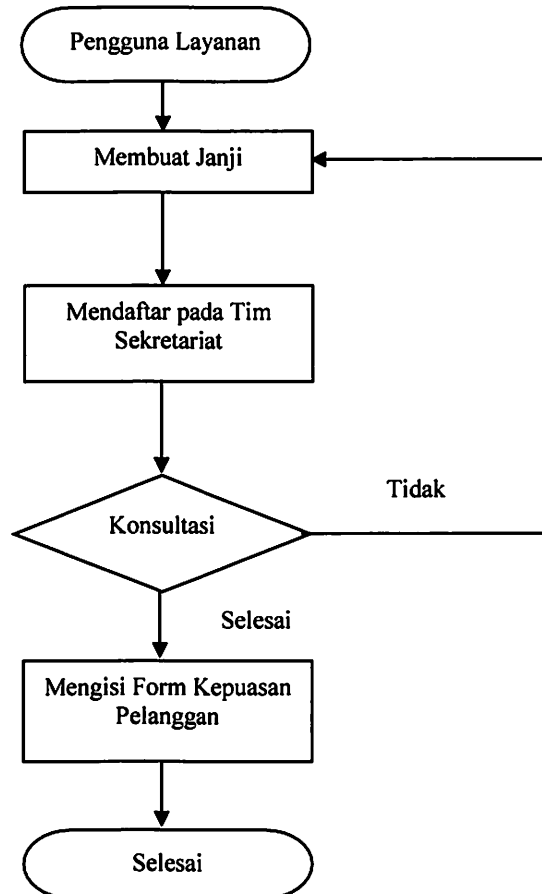 Pengguna Layanan
Membuat Janji
Mendaftar pada Tim
Sekretariat
Konsultasi
Tidak
Selesai
Mengisi Form Kepuasan
Pelanggan
Selesai